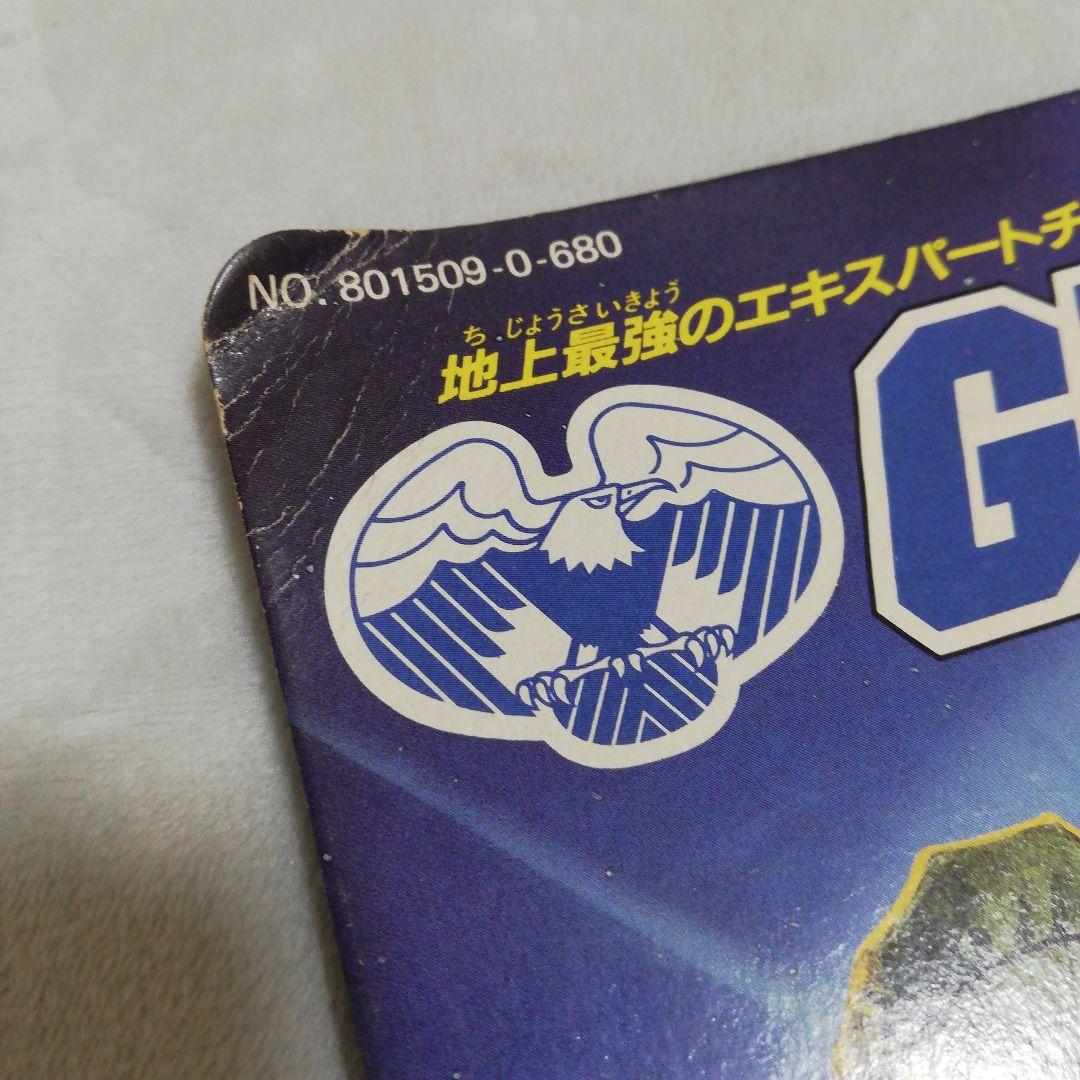 NO. 801509-0-680
ち じょうさいきょう
地上最強のエキスパートチ
G